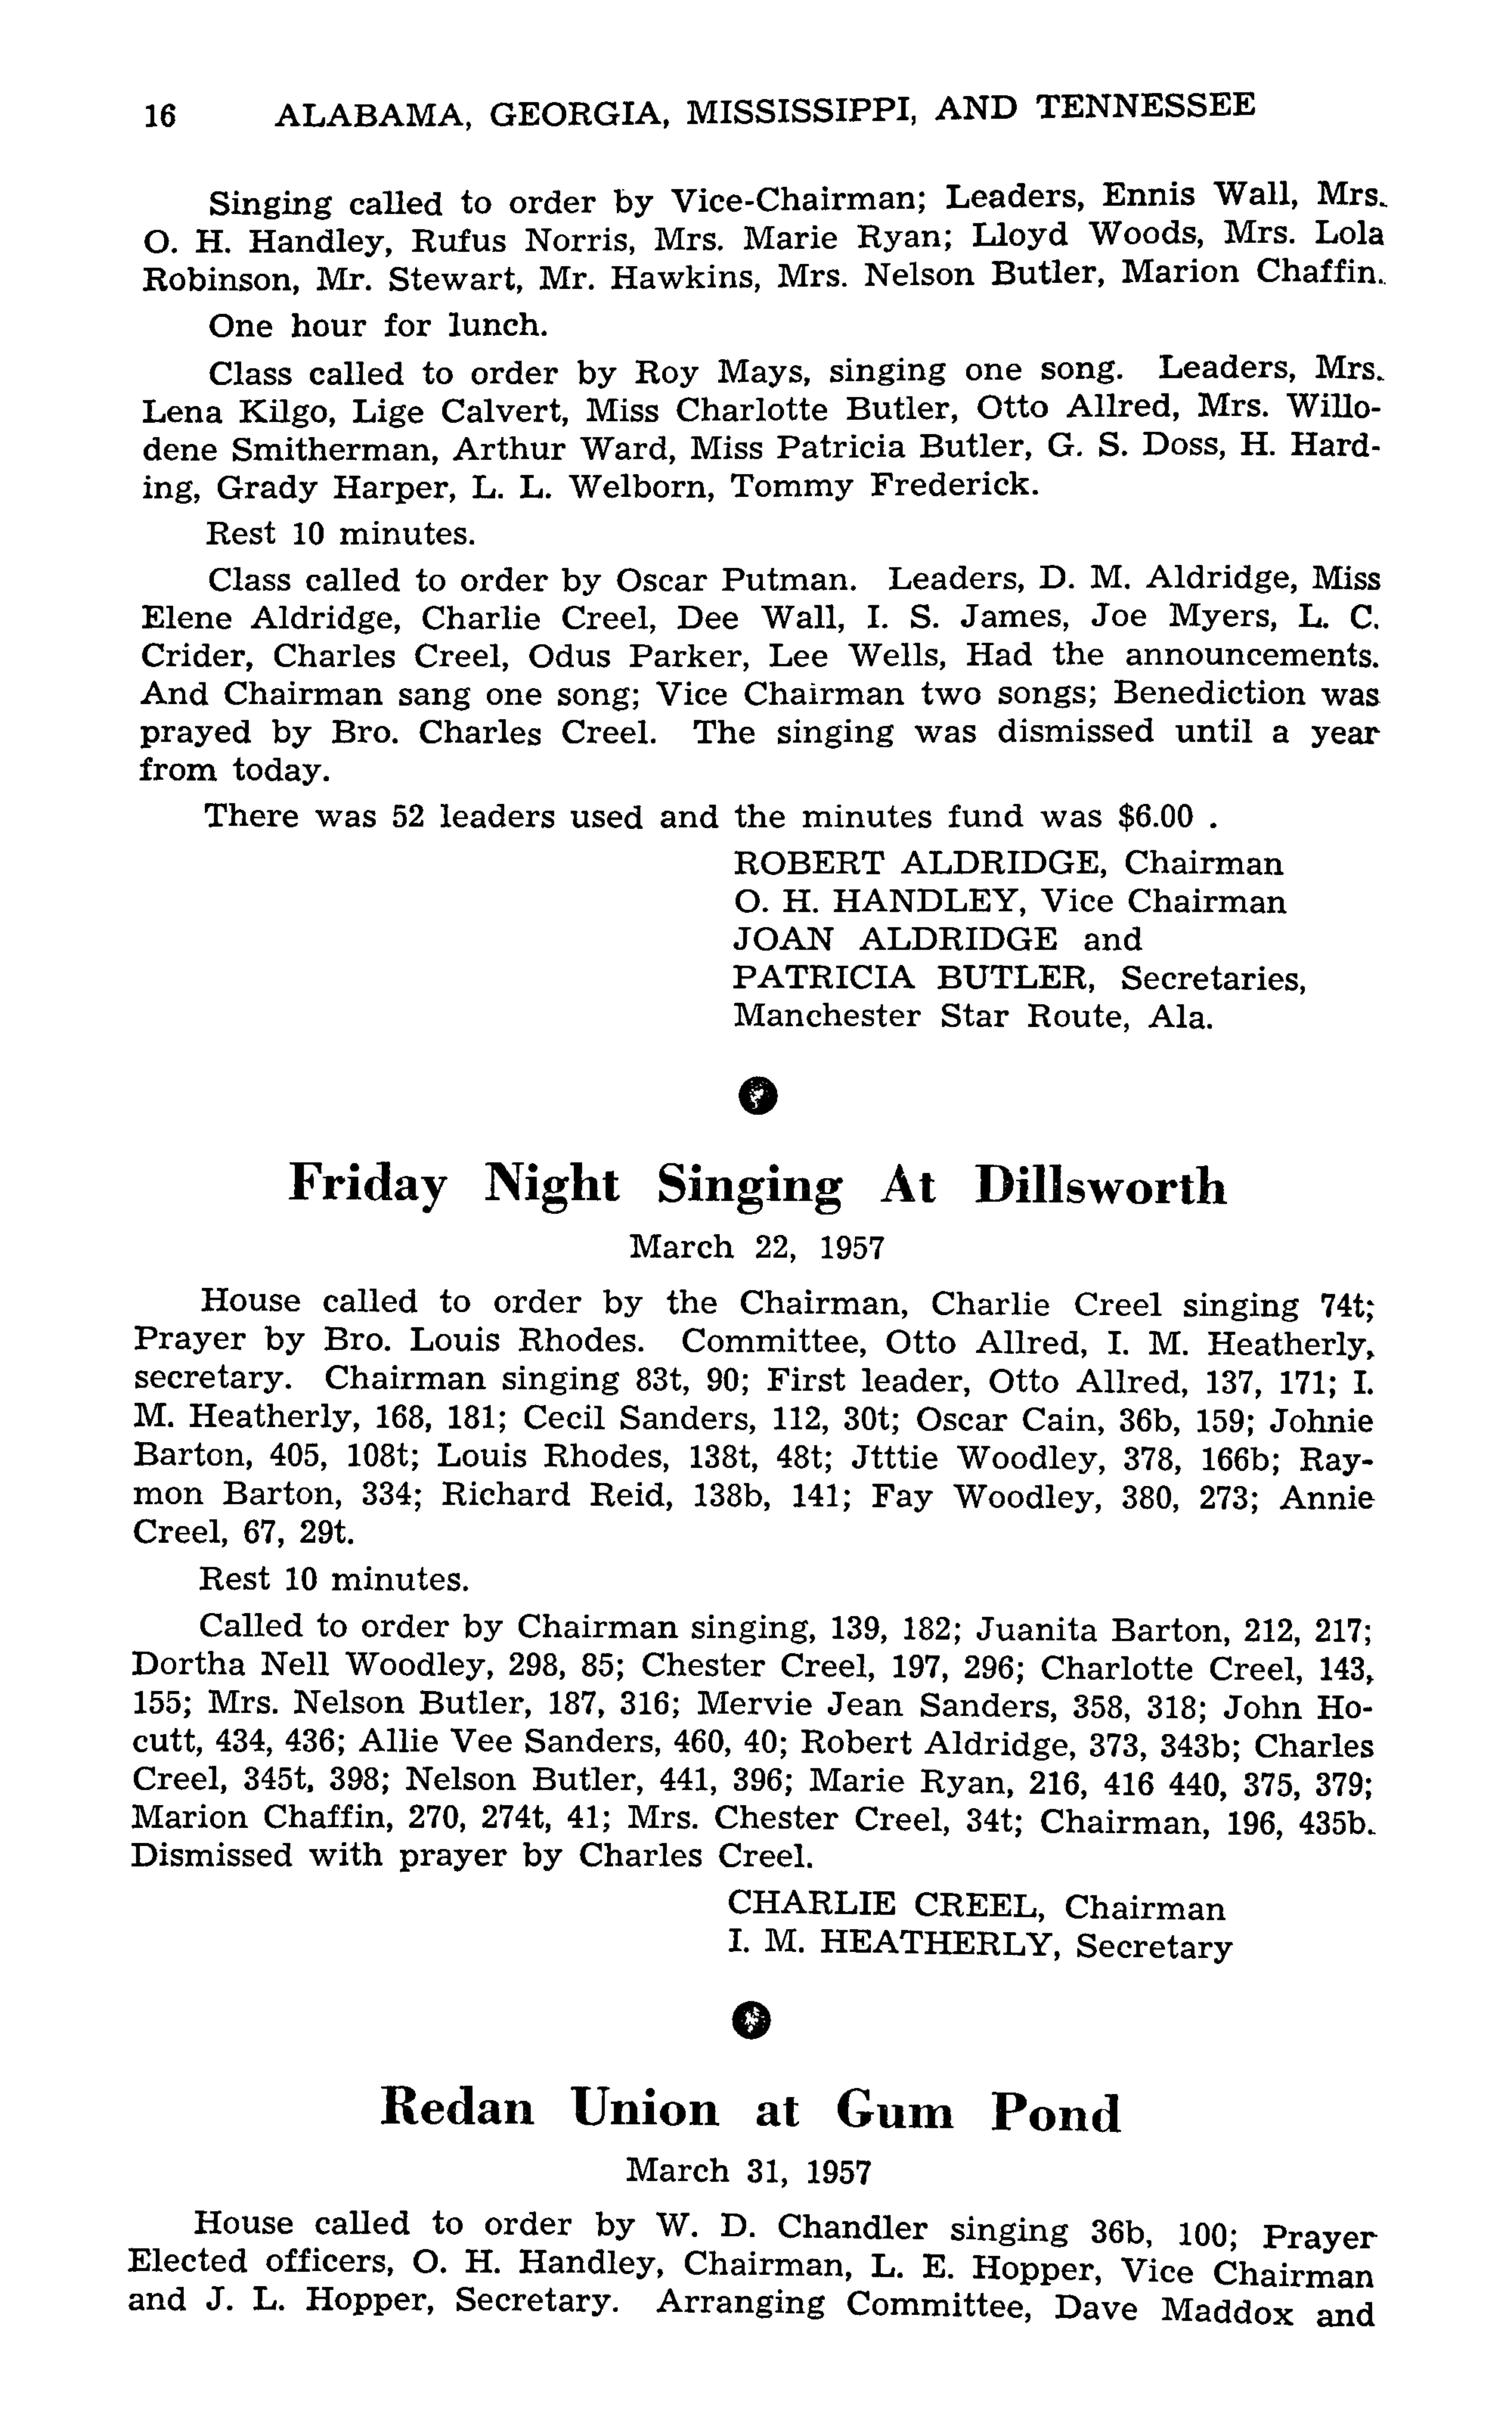 16 ALABAMA, GEORGIA, MISSISSIPPI, AND TENNESSEE
Singing called to order by Vice-Chairman; Leaders, Ennis Wall, Mrs.
O. H. Handley, Rufus Norris, Mrs. Marie Ryan; Lloyd Woods, Mrs. Lola
Robinson, Mr. Stewart, Mr. Hawkins, Mrs. Nelson Butler, Marion Chaffin.
One hour for lunch.
Class called to order by Roy Mays, singing one song. Leaders, Mrs.
Lena Kilgo, Lige Calvert, Miss Charlotte Butler, Otto Allred, Mrs. Willo-
dene Smitherman, Arthur Ward, Miss Patricia Butler, G. S. Doss, H. Hard-
ing, Grady Harper, L. L. Welborn, Tommy Frederick.
Rest 10 minutes.
Class called to order by Oscar Putman. Leaders, D. M. Aldridge, Miss
Elene Aldridge, Charlie Creel, Dee Wall, I. S. James, Joe Myers, L. C.
Crider, Charles Creel, Odus Parker, Lee Wells, Had the announcements.
And Chairman sang one song; Vice Chairman two songs; Benediction was
prayed by Bro. Charles Creel. The singing was dismissed until a year
from today.
There was 52 leaders used and the minutes fund was $6.00 .
ROBERT ALDRIDGE, Chairman
O. H. HANDLEY, Vice Chairman
JOAN ALDRIDGE and
PATRICIA BUTLER, Secretaries,
Manchester Star Route, Ala.
Friday Night Singing At Dillsworth
March 22, 1957
House called to order by the Chairman, Charlie Creel singing 74t;
Prayer by Bro. Louis Rhodes. Committee, Otto Allred, I. M. Heatherly,
secretary. Chairman singing 83t, 90; First leader, Otto Allred, 137, 171; I.
M. Heatherly, 168, 181; Cecil Sanders, 112, 30t; Oscar Cain, 36b, 159; Johnie
Barton, 405, 108t; Louis Rhodes, 138t, 48t; Jtttie Woodley, 378, 166b; Ray-
mon Barton, 334; Richard Reid, 138b, 141; Fay Woodley, 380, 273; Annie
Creel, 67, 29t.
Rest 10 minutes.
Called to order by Chairman singing, 139, 182; Juanita Barton, 212, 217;
Dortha Nell Woodley, 298, 85; Chester Creel, 197, 296; Charlotte Creel, 143,
155; Mrs. Nelson Butler, 187, 316; Mervie Jean Sanders, 358, 318; John Ho-
cutt, 434, 436; Allie Vee Sanders, 460, 40; Robert Aldridge, 373, 343b; Charles
Creel, 345t, 398; Nelson Butler, 441, 396; Marie Ryan, 216, 416 440, 375, 379;
Marion Chaffin, 270, 274t, 41; Mrs. Chester Creel, 34t; Chairman, 196, 435b.
Dismissed with prayer by Charles Creel.
CHARLIE CREEL, Chairman
I. M. HEATHERLY, Secretary
Redan Union at Gum Pond
March 31, 1957
House called to order by W. D. Chandler singing 36b, 100; Prayer
Elected officers, O. H. Handley, Chairman, L. E. Hopper, Vice Chairman
and J. L. Hopper, Secretary. Arranging Committee, Dave Maddox and